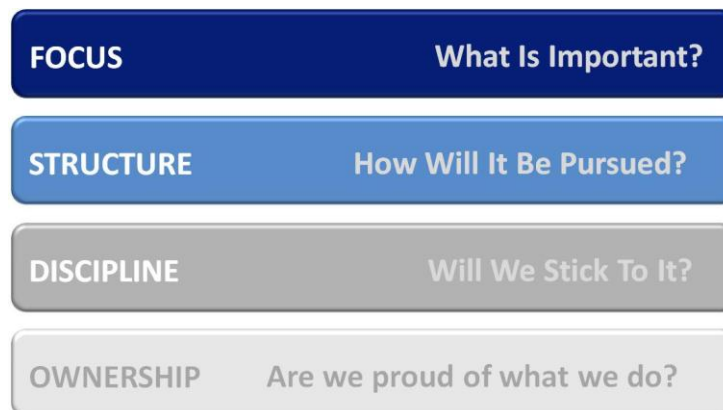 FOCUS What Is Important?
STRUCTURE How Will It Be Pursued?
DISCIPLINE Will We Stick To It?
OWNERSHIP Are we proud of what we do?